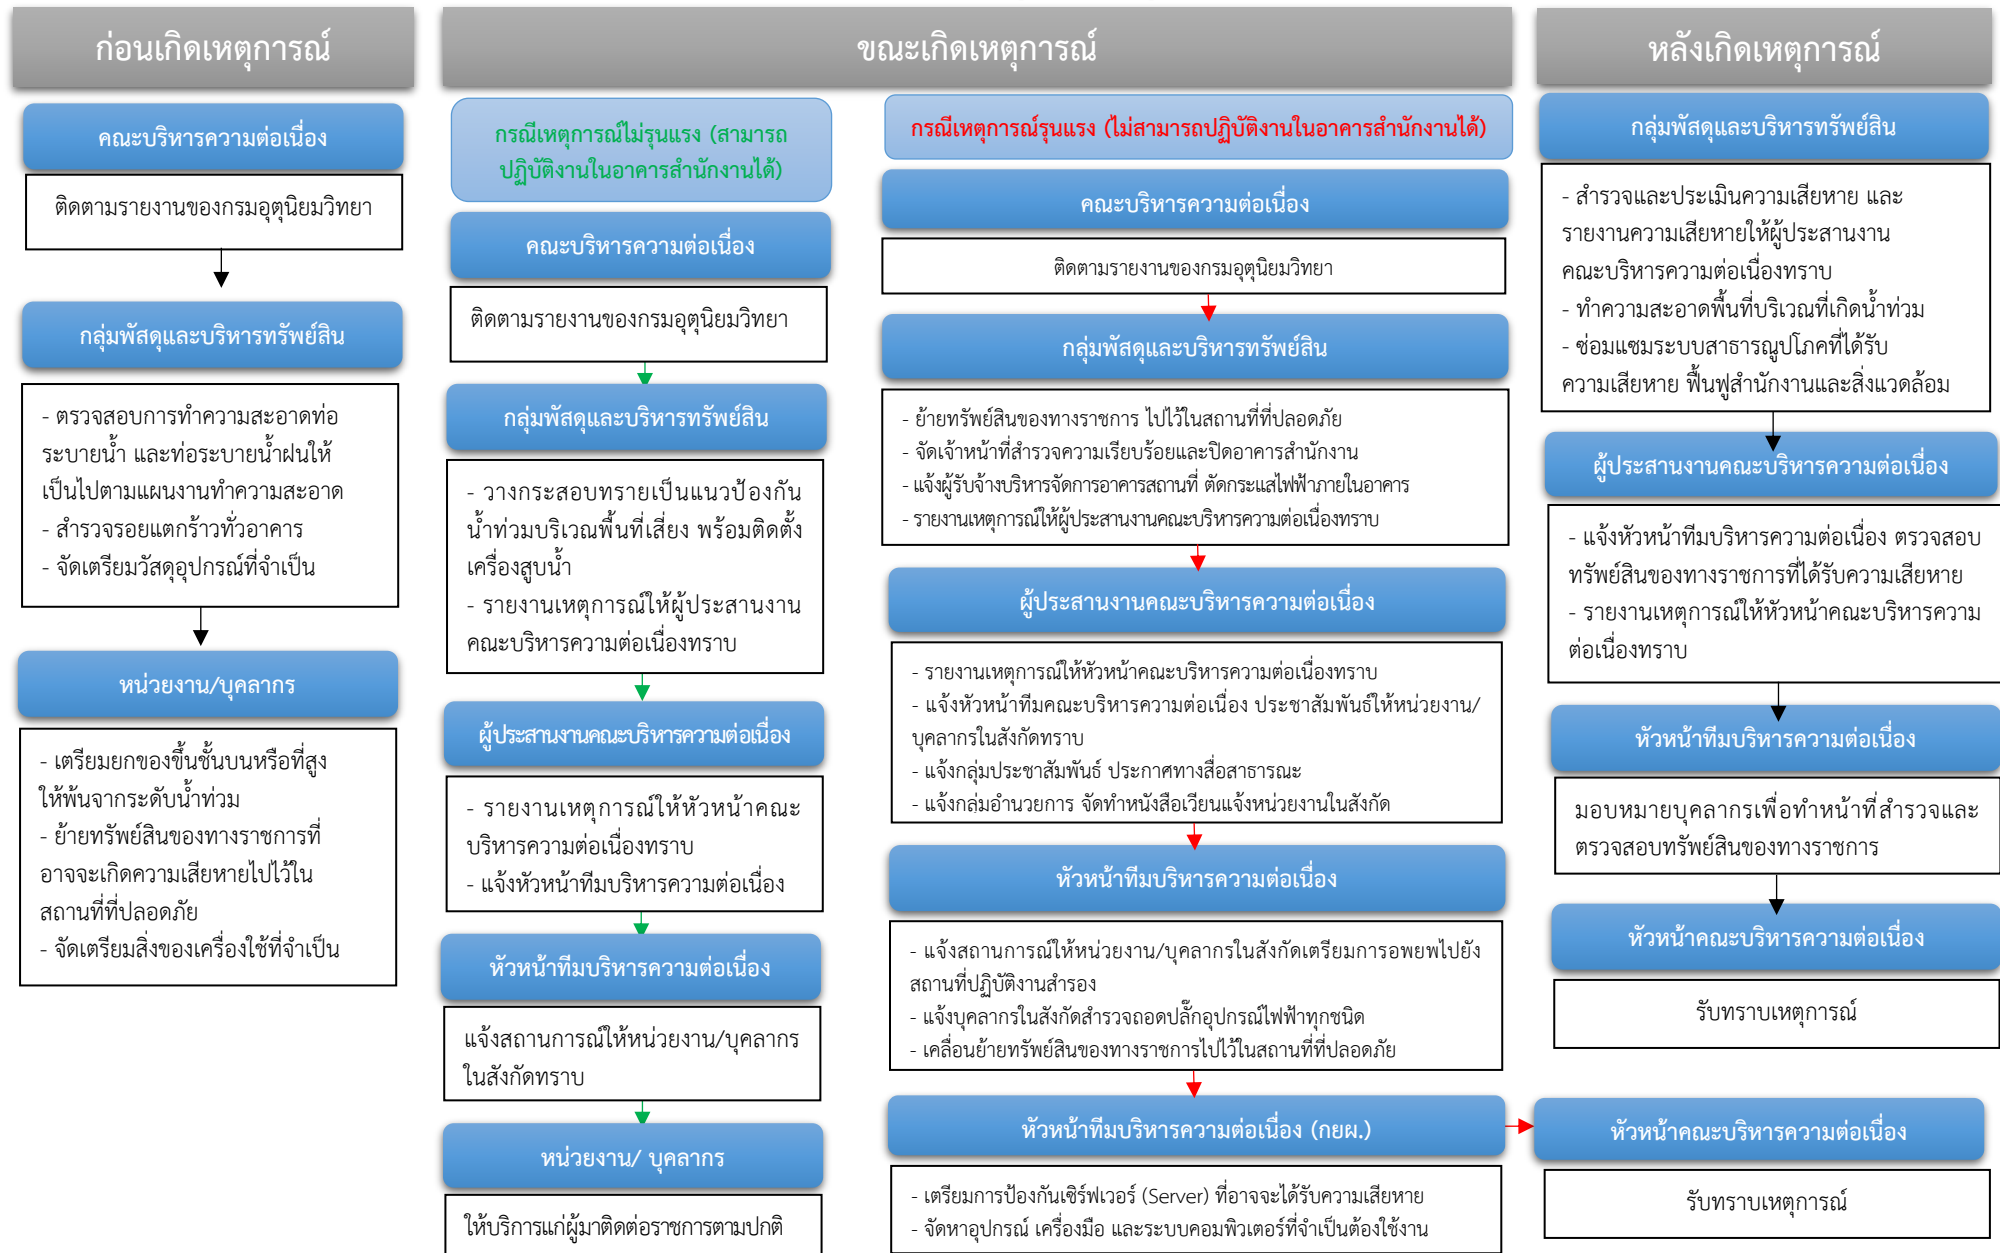 ก่อนเกิดเหตุการณ์
คณะบริหารความต่อเนื่อง
ติดตามรายงานของกรมอุตุนิยมวิทยา
กลุ่มพัสดุและบริหารทรัพย์สิน
- ตรวจสอบการทำความสะอาดท่อ
ระบายน้ำ และท่อระบายน้ำฝนให้
เป็นไปตามแผนงานทำความสะอาด
- สำรวจรอยแตกร้าวทั่วอาคาร
- จัดเตรียมวัสดุอุปกรณ์ที่จำเป็น
หน่วยงาน/บุคลากร
- เตรียมยกของขึ้นชั้นบนหรือที่สูง
ให้พ้นจากระดับน้ำท่วม
- ย้ายทรัพย์สินของทางราชการที่
อาจจะเกิดความเสียหายไปไว้ใน
สถานที่ที่ปลอดภัย
- จัดเตรียมสิ่งของเครื่องใช้ที่จำเป็น
ขณะเกิดเหตุการณ์
กรณีเหตุการณ์ไม่รุนแรง (สามารถ
ปฏิบัติงานในอาคารสำนักงานได้)
คณะบริหารความต่อเนื่อง
ติดตามรายงานของกรมอุตุนิยมวิทยา
กลุ่มพัสดุและบริหารทรัพย์สิน
- วางกระสอบทรายเป็นแนวป้องกัน
น้ำท่วมบริเวณพื้นที่เสี่ยง พร้อมติดตั้ง
เครื่องสูบน้ำ
- รายงานเหตุการณ์ให้ผู้ประสานงาน
คณะบริหารความต่อเนื่องทราบ
ผู้ประสานงานคณะบริหารความต่อเนื่อง
- รายงานเหตุการณ์ให้หัวหน้าคณะ
บริหารความต่อเนื่องทราบ
- แจ้งหัวหน้าทีมบริหารความต่อเนื่อง
หัวหน้าทีมบริหารความต่อเนื่อง
แจ้งสถานการณ์ให้หน่วยงาน/บุคลากร
ในสังกัดทราบ
หน่วยงาน/ บุคลากร
ให้บริการแก่ผู้มาติดต่อราชการตามปกติ
กรณีเหตุการณ์รุนแรง (ไม่สามารถปฏิบัติงานในอาคารสำนักงานได้)
คณะบริหารความต่อเนื่อง
ติดตามรายงานของกรมอุตุนิยมวิทยา
กลุ่มพัสดุและบริหารทรัพย์สิน
- ย้ายทรัพย์สินของทางราชการ ไปไว้ในสถานที่ที่ปลอดภัย
- จัดเจ้าหน้าที่สำรวจความเรียบร้อยและปิดอาคารสำนักงาน
- แจ้งผู้รับจ้างบริหารจัดการอาคารสถานที่ ตัดกระแสไฟฟ้าภายในอาคาร
- รายงานเหตุการณ์ให้ผู้ประสานงานคณะบริหารความต่อเนื่องทราบ
ผู้ประสานงานคณะบริหารความต่อเนื่อง
- รายงานเหตุการณ์ให้หัวหน้าคณะบริหารความต่อเนื่องทราบ
- แจ้งหัวหน้าทีมคณะบริหารความต่อเนื่อง ประชาสัมพันธ์ให้หน่วยงาน/
บุคลากรในสังกัดทราบ
- แจ้งกลุ่มประชาสัมพันธ์ ประกาศทางสื่อสาธารณะ
- แจ้งกลุ่มอำนวยการ จัดทำหนังสือเวียนแจ้งหน่วยงานในสังกัด
หัวหน้าทีมบริหารความต่อเนื่อง
- แจ้งสถานการณ์ให้หน่วยงาน/บุคลากรในสังกัดเตรียมการอพยพไปยัง
สถานที่ปฏิบัติงานสำรอง
- แจ้งบุคลากรในสังกัดสำรวจถอดปลั๊กอุปกรณ์ไฟฟ้าทุกชนิด
- เคลื่อนย้ายทรัพย์สินของทางราชการไปไว้ในสถานที่ที่ปลอดภัย
หัวหน้าทีมบริหารความต่อเนื่อง (กยผ.)
- เตรียมการป้องกันเซิร์ฟเวอร์ (Server) ที่อาจจะได้รับความเสียหาย
- จัดหาอุปกรณ์ เครื่องมือ และระบบคอมพิวเตอร์ที่จำเป็นต้องใช้งาน
หลังเกิดเหตุการณ์
กลุ่มพัสดุและบริหารทรัพย์สิน
- สำรวจและประเมินความเสียหาย และ
รายงานความเสียหายให้ผู้ประสานงาน
คณะบริหารความต่อเนื่องทราบ
- ทำความสะอาดพื้นที่บริเวณที่เกิดน้ำท่วม
- ซ่อมแซมระบบสาธารณูปโภคที่ได้รับ
ความเสียหาย ฟื้นฟูสำนักงานและสิ่งแวดล้อม
ผู้ประสานงานคณะบริหารความต่อเนื่อง
- แจ้งหัวหน้าทีมบริหารความต่อเนื่อง ตรวจสอบ
ทรัพย์สินของทางราชการที่ได้รับความเสียหาย
- รายงานเหตุการณ์ให้หัวหน้าคณะบริหารความ
ต่อเนื่องทราบ
หัวหน้าทีมบริหารความต่อเนื่อง
มอบหมายบุคลากรเพื่อทำหน้าที่สำรวจและ
ตรวจสอบทรัพย์สินของทางราชการ
หัวหน้าคณะบริหารความต่อเนื่อง
รับทราบเหตุการณ์
หัวหน้าคณะบริหารความต่อเนื่อง
รับทราบเหตุการณ์